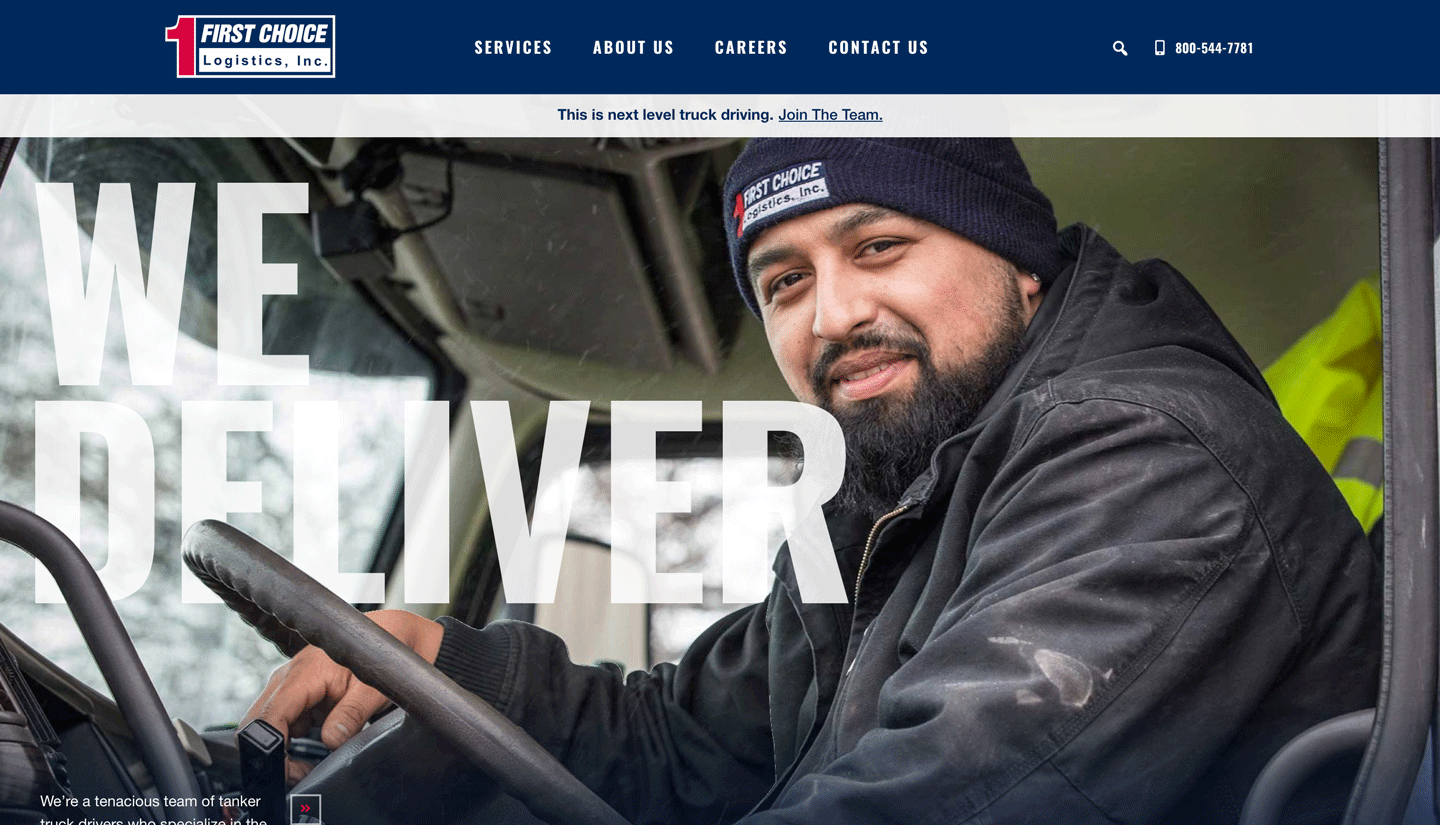 1 FIRST CHOICE
Logistics, Inc.
SERVICES ABOUT US CAREERS CONTACT US
800-544-7781
This is next level truck driving. Join The Team.
1 FIRST CHOICE
Logistics, Inc.
WE
DELIVER
We're a tenacious team of tanker
truck drivers who specialize in the